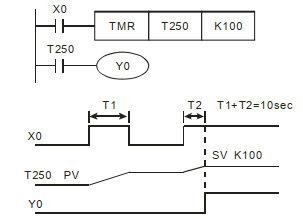 X0
TMR T250 K100
T250
Y0
T1 T2 T1+T2=10sec
X0
SV K100
T250 PV
Y0